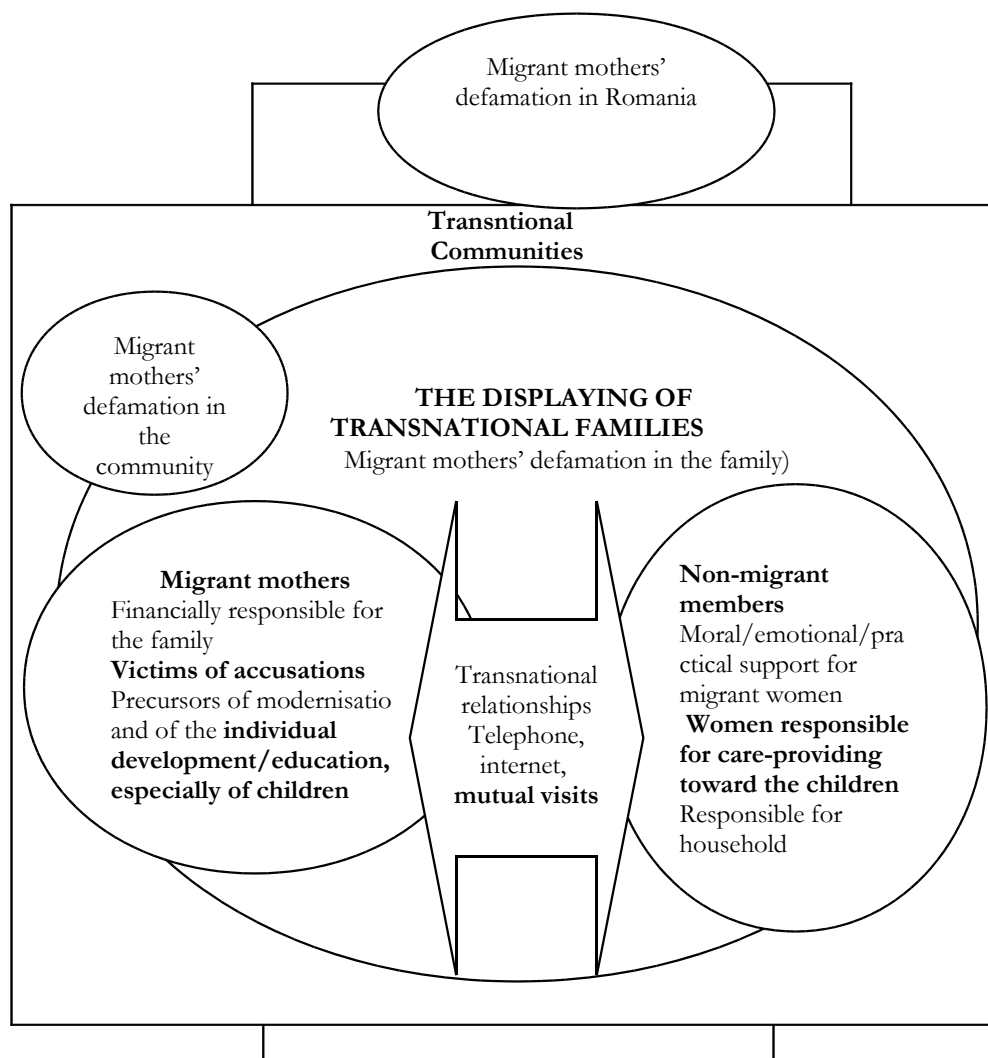 Migrant mothers’
defamation in Romania
Transntional
Communities
Migrant
mothers’
defamation in
the
community
THE DISPLAYING OF
TRANSNATIONAL FAMILIES
Migrant mothers’ defamation in the family)
Migrant mothers
Financially responsible for
the family
Victims of accusations
Precursors of modernisatio
and of the individual
development/education,
especially of children
Transnational
relationships
Telephone,
internet,
mutual visits
Non-migrant
members
Moral/emotional/pra
ctical support for
migrant women
Women responsible
for care-providing
toward the children
Responsible for
household